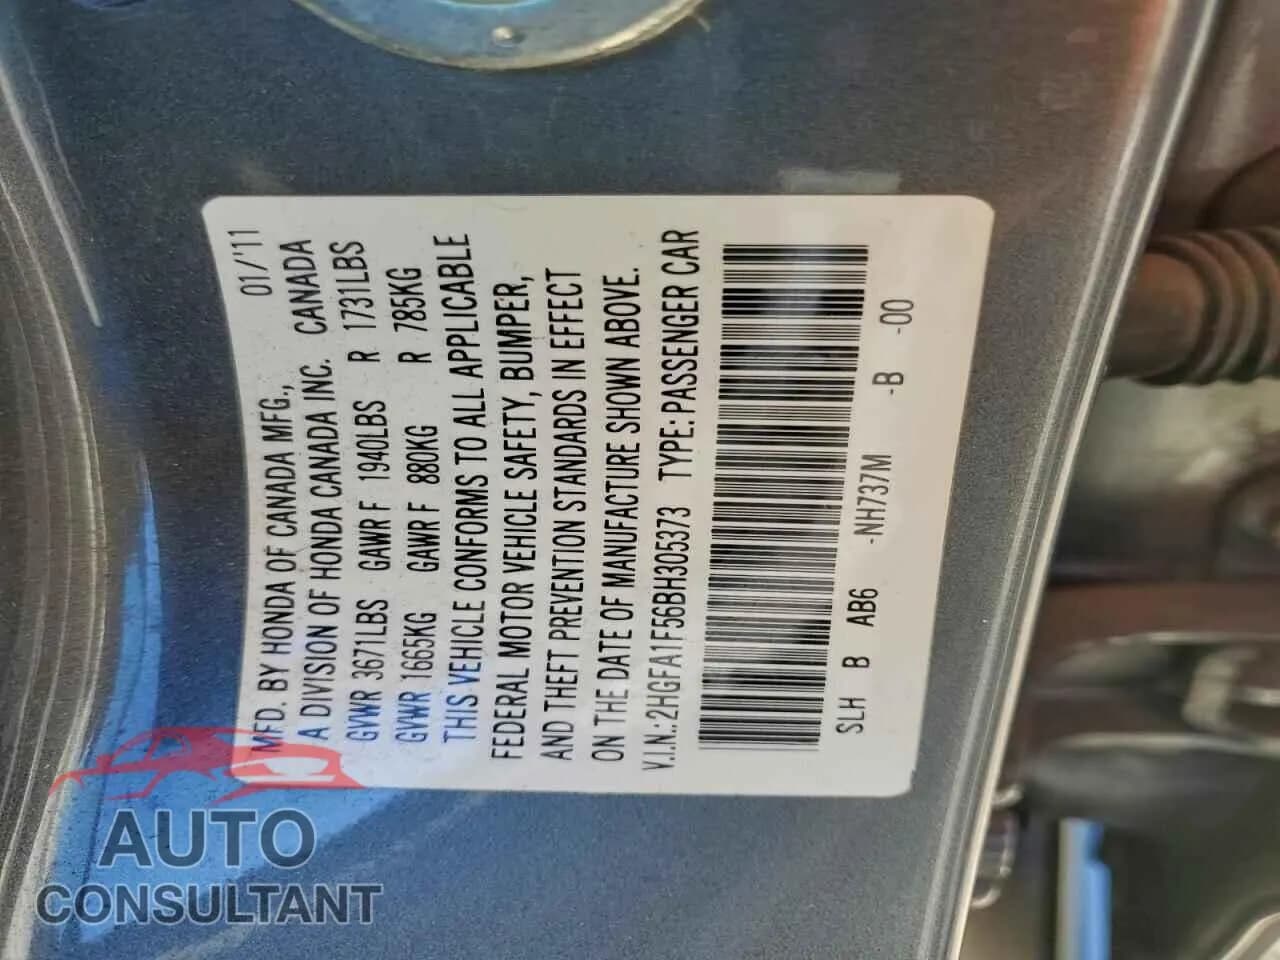 01/'11
MFD. BY HONDA OF CANADA MFG.,
A DIVISION OF HONDA CANADA INC. CANADA
GVWR 3671LBS GAWR F 1940LBS R 1731LBS
GVWR 1665KG GAWR F 880KG R 785KG
THIS VEHICLE CONFORMS TO ALL APPLICABLE
FEDERAL MOTOR VEHICLE SAFETY, BUMPER,
AND THEFT PREVENTION STANDARDS IN EFFECT
ON THE DATE OF MANUFACTURE SHOWN ABOVE.
V.I.N.:2HGFA1F56BH305373 TYPE:PASSENGER CAR
SLH B AB6 -NH737M -B -00
AUTO
CONSULTANT